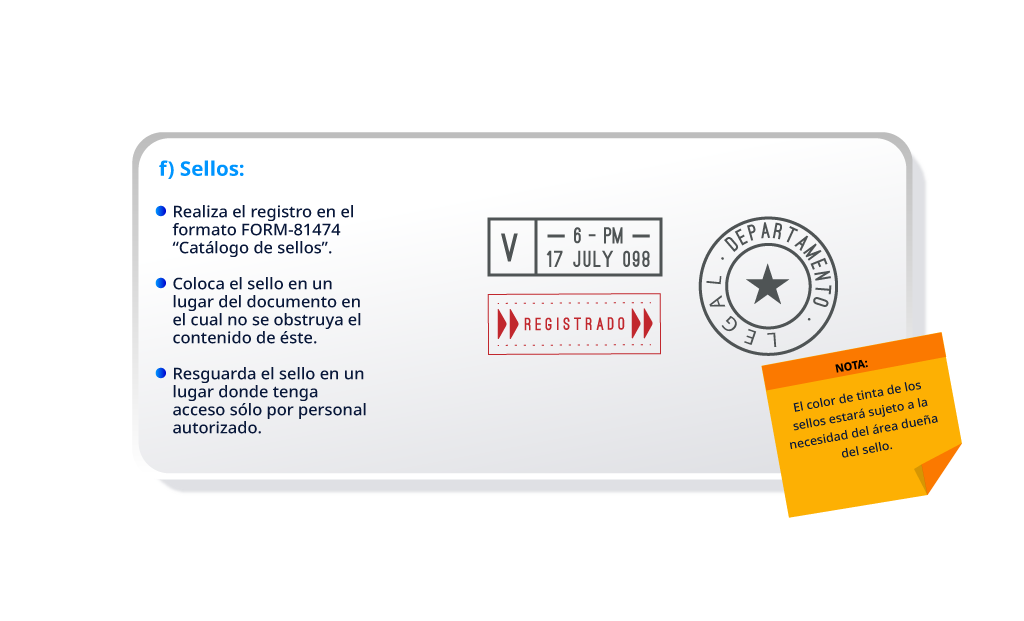 f) Sellos:
Realiza el registro en el
formato FORM-81474
“Catálogo de sellos”.
Coloca el sello en un
lugar del documento en
el cual no se obstruya el
contenido de éste.
Resguarda el sello en un
lugar donde tenga
acceso sólo por personal
autorizado.
V
6 - PM
17 JULY 098
REGISTRADO
DEPARTAMENTO
LEGAL
NOTA:
El color de tinta de los
sellos estará sujeto a la
necesidad del área dueña
del sello.